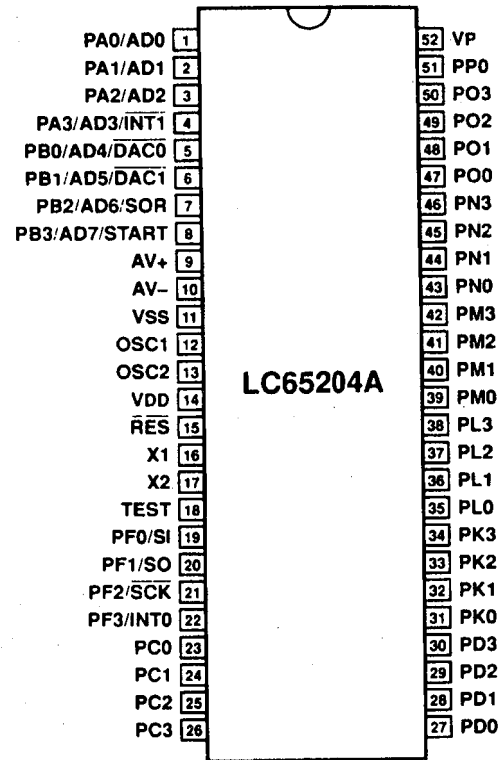 PA0/AD0 1
PA1/AD1 2
PA2/AD2 3
PA3/AD3/INT1 4
PB0/AD4/DAC0 5
PB1/AD5/DAC1 6
PB2/AD6/SOR 7
PB3/AD7/START 8
AV+ 9
AV– 10
VSS 11
OSC1 12
OSC2 13
VDD 14
RES 15
X1 16
X2 17
TEST 18
PF0/SI 19
PF1/SO 20
PF2/SCK 21
PF3/INT0 22
PC0 23
PC1 24
PC2 25
PC3 26
LC65204A
52 VP
51 PP0
50 PO3
49 PO2
48 PO1
47 PO0
46 PN3
45 PN2
44 PN1
43 PN0
42 PM3
41 PM2
40 PM1
39 PM0
38 PL3
37 PL2
36 PL1
35 PL0
34 PK3
33 PK2
32 PK1
31 PK0
30 PD3
29 PD2
28 PD1
27 PD0